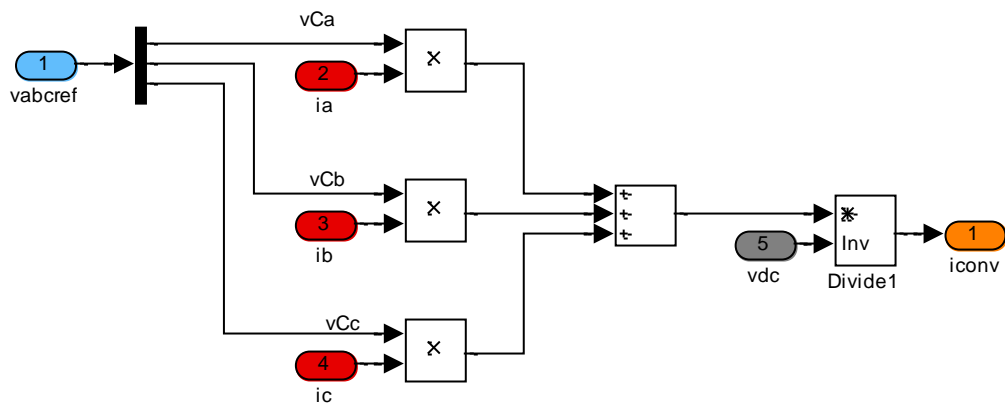 vCa
1
vabcref
×
2
ia
vCb
×
3
ib
+
+
+
×
Inv
Divide1
5
vdc
1
iconv
vCc
×
4
ic